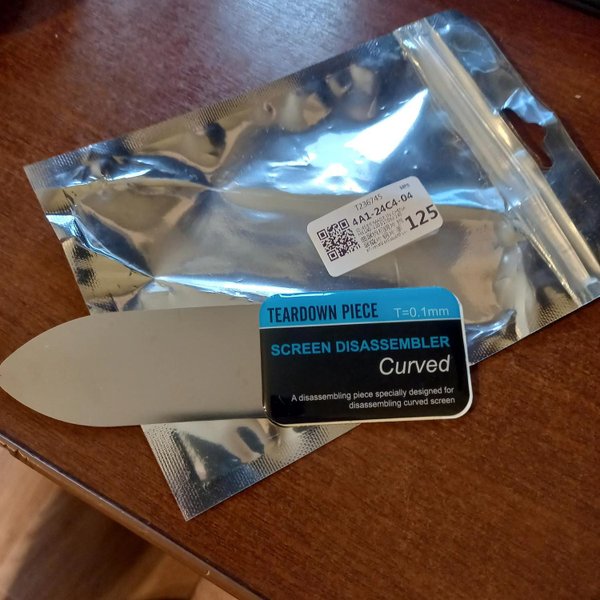 T236745
4A1-24C4-04
125
TEARDOWN PIECE T=0.1mm
SCREEN DISASSEMBLER
Curved
A disassembling piece specially designed for
disassembling curved screen